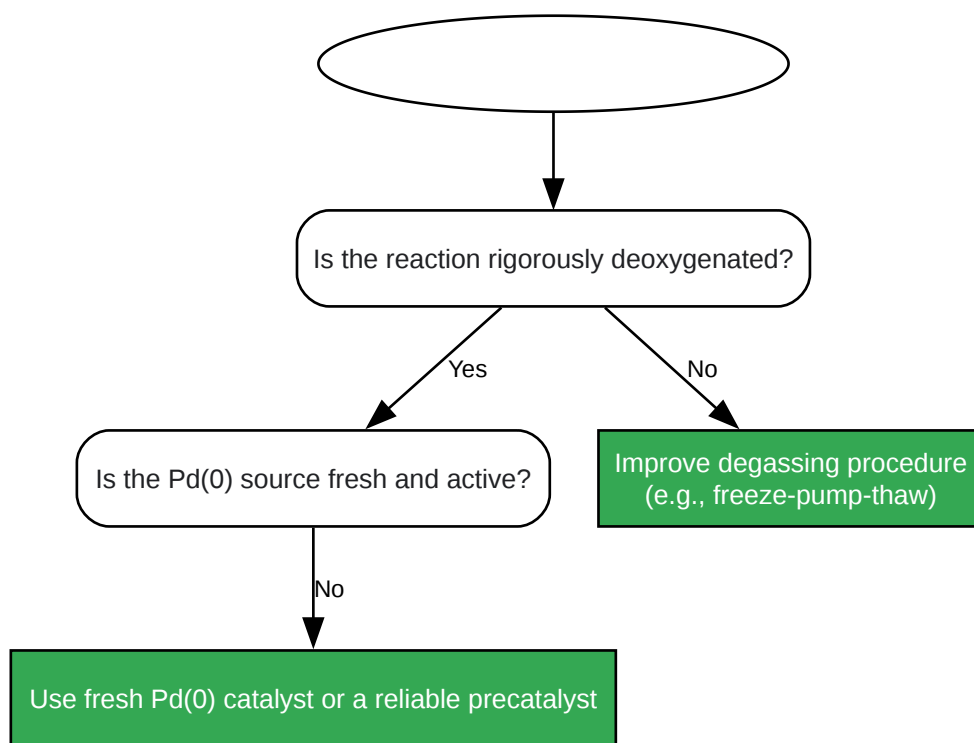 Is the reaction rigorously deoxygenated?
Yes
No
Is the Pd(0) source fresh and active?
Improve degassing procedure
(e.g., freeze-pump-thaw)
No
Use fresh Pd(0) catalyst or a reliable precatalyst